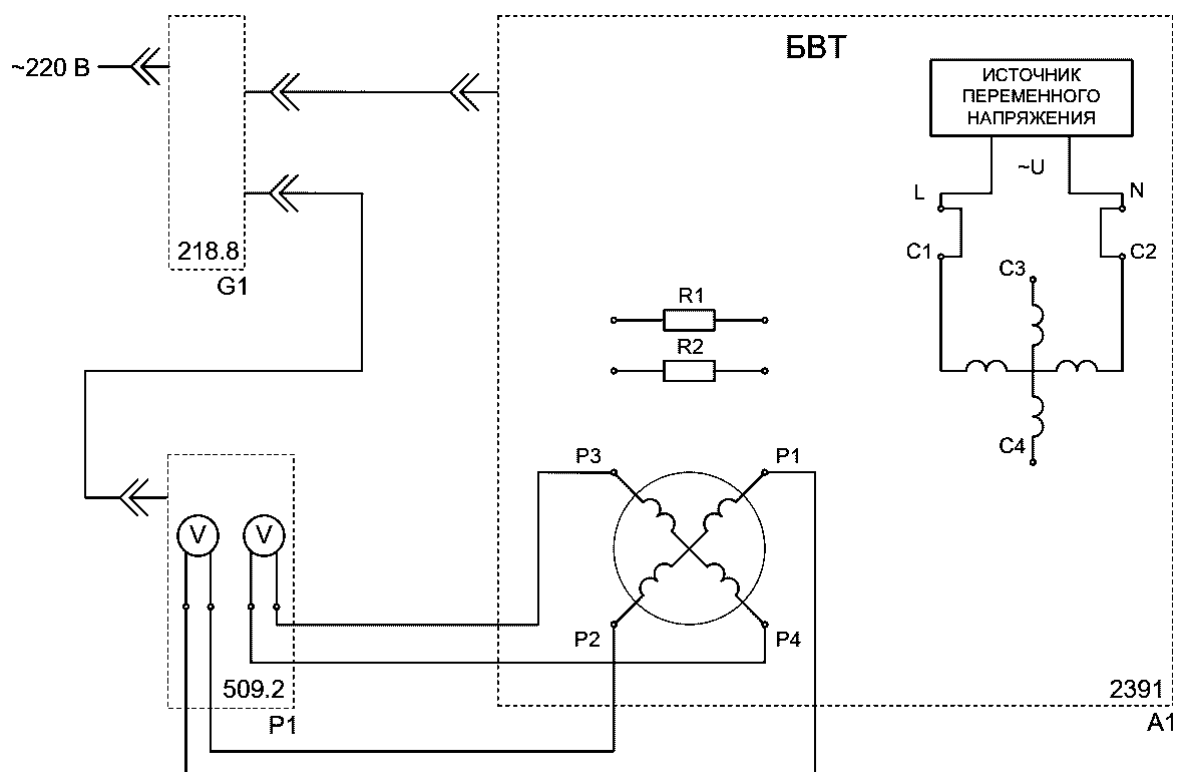 ~220 В
218.8
G1
БВТ
ИСТОЧНИК
ПЕРЕМЕННОГО
НАПРЯЖЕНИЯ
~U
L
N
C1
C2
C3
C4
R1
R2
P3
P1
P2
P4
V
V
509.2
P1
2391
A1